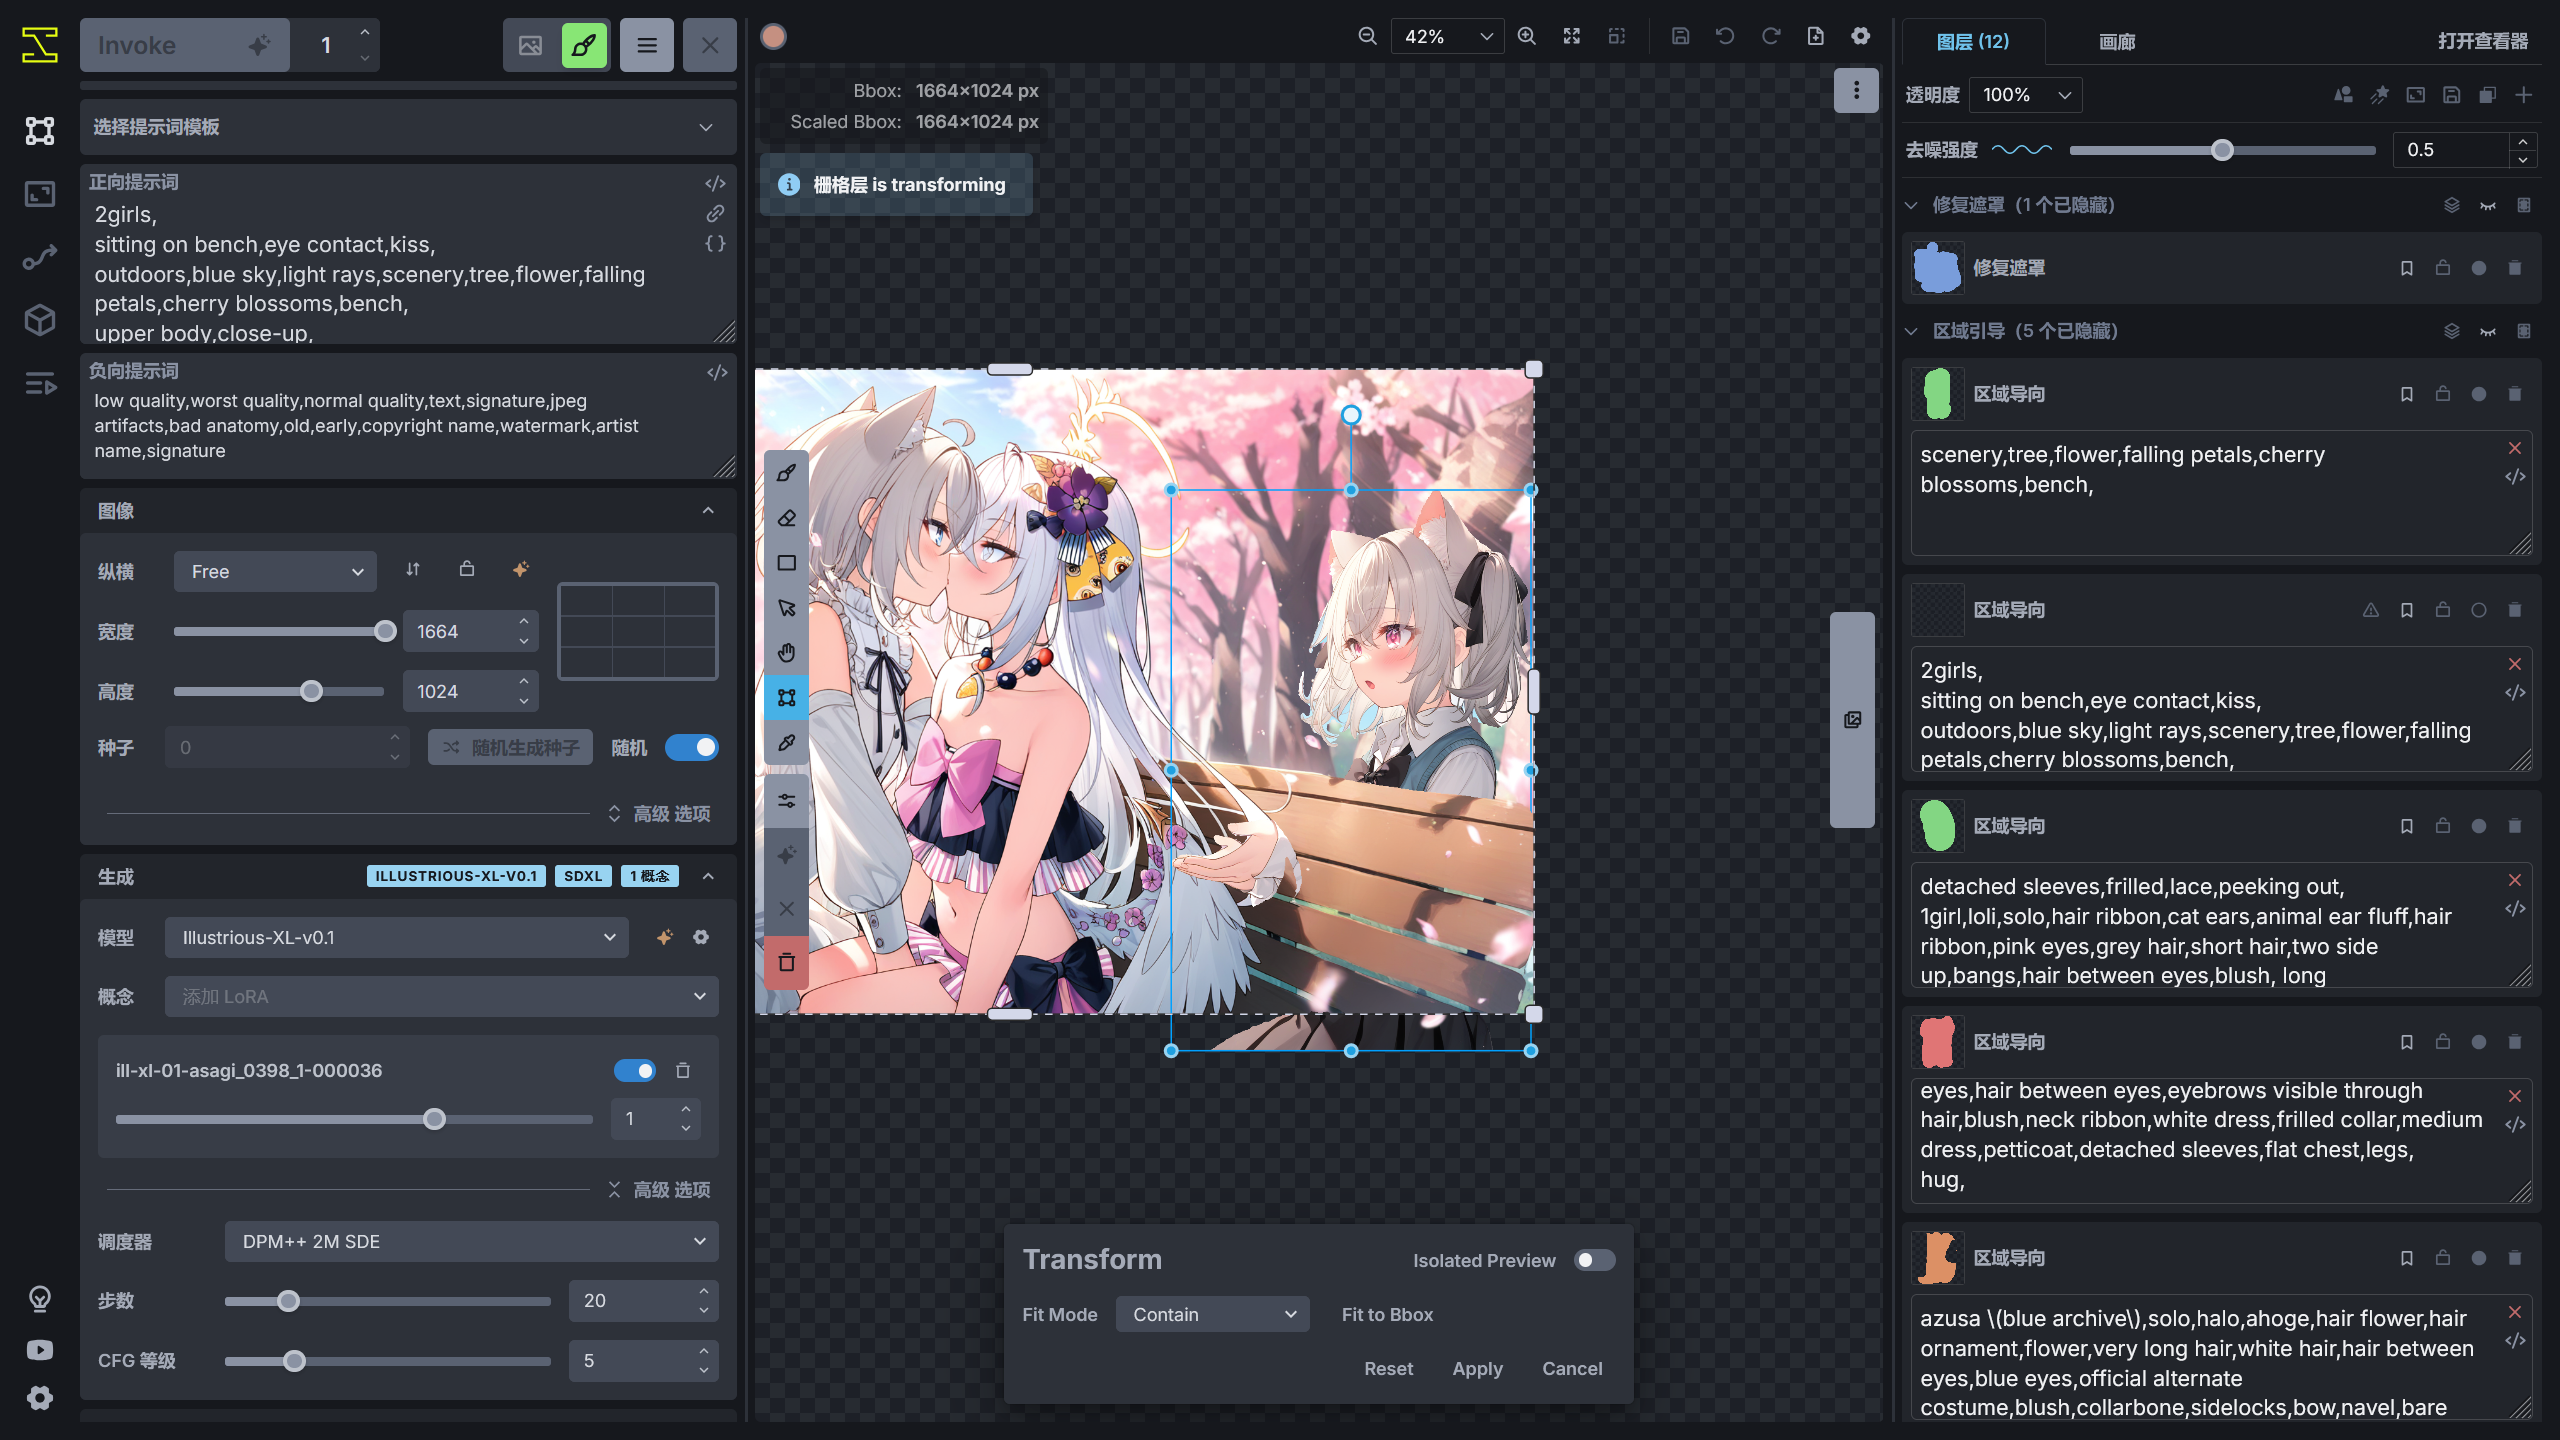 Invoke
1
选择提示词模板
正向提示词
2girls,
sitting on bench,eye contact,kiss,
outdoors,blue sky,light rays,scenery,tree,flower,falling
petals,cherry blossoms,bench,
upper body,close-up,
负向提示词
low quality,worst quality,normal quality,text,signature,jpeg
artifacts,bad anatomy,old,early,copyright name,watermark,artist
name,signature
图像
纵横
Free
宽度
1664
高度
1024
种子
0
随机生成种子
随机
高级 选项
生成
ILLUSTRIOUS-XL-V0.1
SDXL
1 概念
模型
Illustrious-XL-v0.1
概念
添加 LoRA
ill-xl-01-asagi_0398_1-000036
1
高级 选项
调度器
DPM++ 2M SDE
步数
20
CFG 等级
5
42%
Bbox: 1664×1024 px
Scaled Bbox: 1664×1024 px
栅格层 is transforming
Transform
Isolated Preview
Fit Mode
Contain
Fit to Bbox
Reset
Apply
Cancel
图层 (12)
画廊
打开查看器
透明度
100%
去噪强度
0.5
修复遮罩（1 个已隐藏）
修复遮罩
区域引导（5 个已隐藏）
区域导向
scenery,tree,flower,falling petals,cherry
blossoms,bench,
区域导向
2girls,
sitting on bench,eye contact,kiss,
outdoors,blue sky,light rays,scenery,tree,flower,falling
petals,cherry blossoms,bench,
区域导向
detached sleeves,frilled,lace,peeking out,
1girl,loli,solo,hair ribbon,cat ears,animal ear fluff,hair
ribbon,pink eyes,grey hair,short hair,two side
up,bangs,hair between eyes,blush, long
区域导向
eyes,hair between eyes,eyebrows visible through
hair,blush,neck ribbon,white dress,frilled collar,medium
dress,petticoat,detached sleeves,flat chest,legs,
hug,
区域导向
azusa \(blue archive\),solo,halo,ahoge,hair flower,hair
ornament,flower,very long hair,white hair,hair between
eyes,blue eyes,official alternate
costume,blush,collarbone,sidelocks,bow,navel,bare